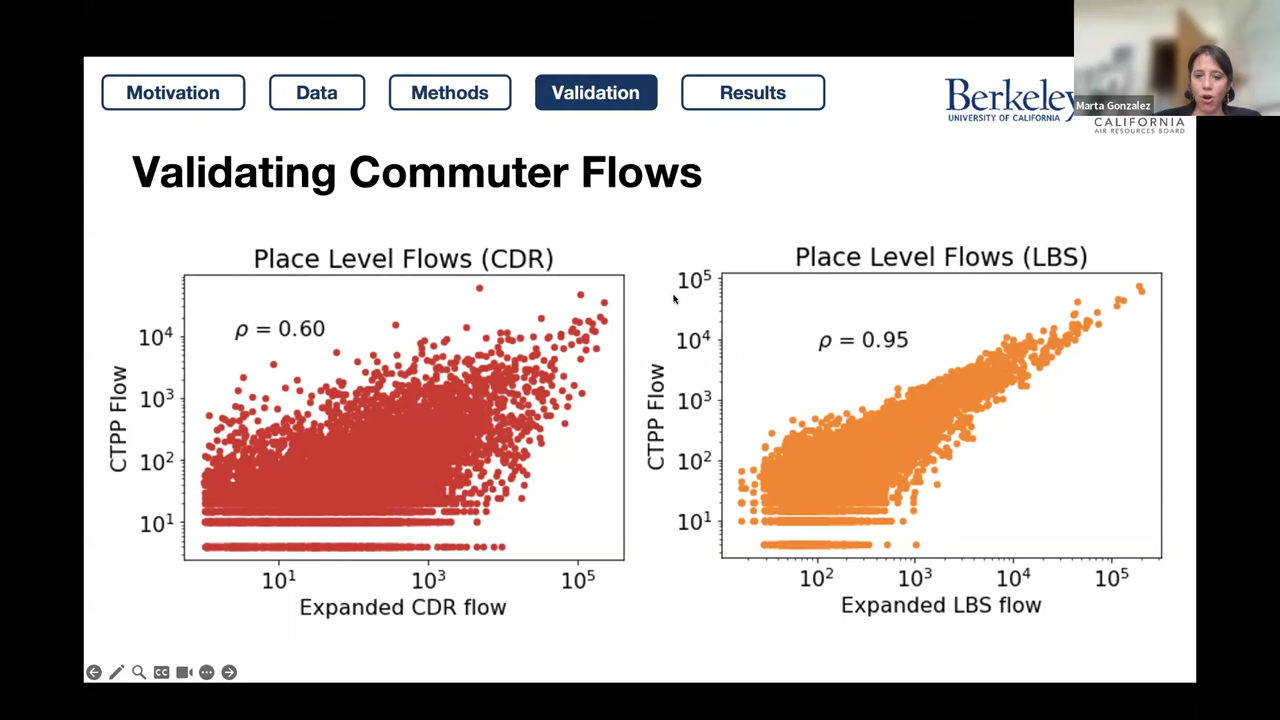 Motivation
Data
Methods
Validation
Results
Berkeley
UNIVERSITY OF CALIFORNIA
Marta Gonzalez
CALIFORNIA
AIR RESOURCES BOARD
Validating Commuter Flows
Place Level Flows (CDR)
ρ = 0.60
CTPP Flow
10⁴
10³
10²
10¹
10¹
10³
10⁵
Expanded CDR flow
Place Level Flows (LBS)
ρ = 0.95
CTPP Flow
10⁵
10⁴
10³
10²
10¹
10²
10³
10⁴
10⁵
Expanded LBS flow
CC